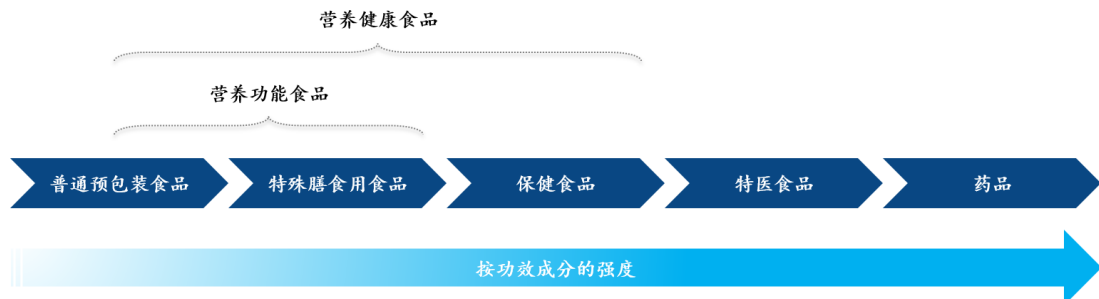 营养健康食品
营养功能食品
普通预包装食品
特殊膳食用食品
保健食品
特医食品
药品
按功效成分的强度